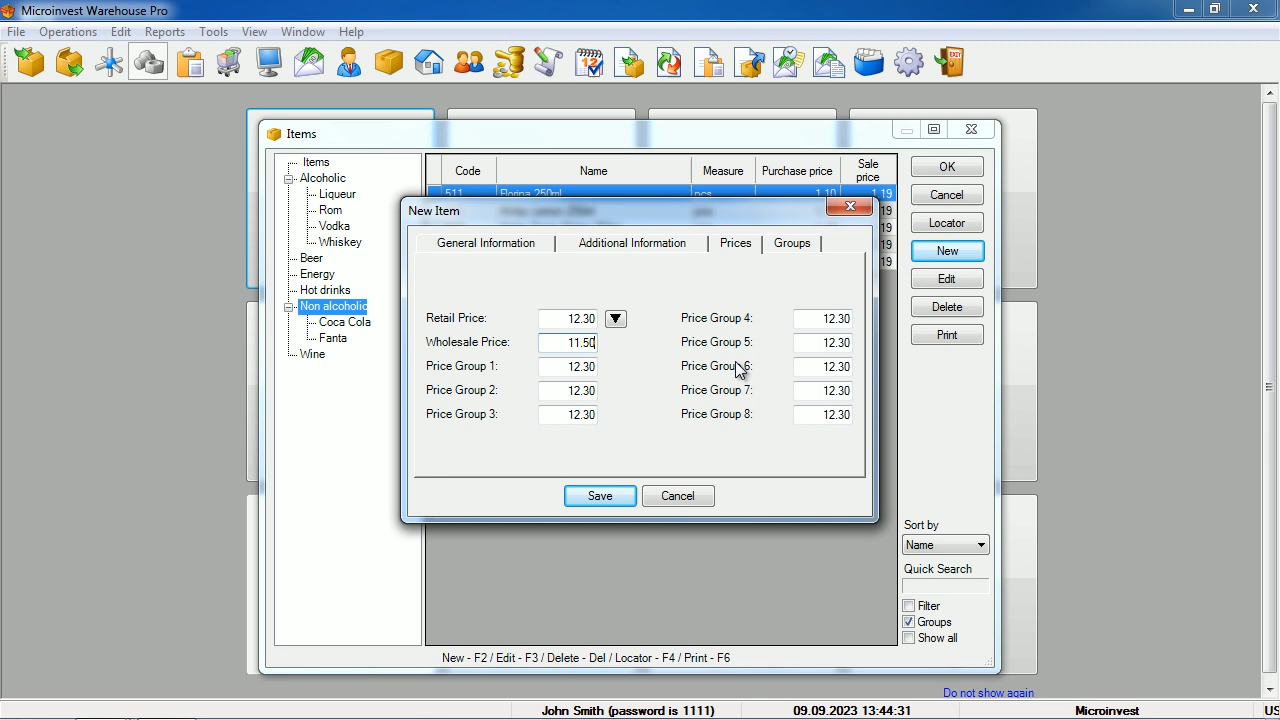 Microinvest Warehouse Pro
File Operations Edit Reports Tools View Window Help
Items
Items
Alcoholic
Liqueur
Rom
Vodka
Whiskey
Beer
Energy
Hot drinks
Non alcoholic
Coca Cola
Fanta
Wine
Code Name Measure Purchase price Sale price
511 Florina 250ml pcs 1.10 1.19
19
19
19
19
New Item
General Information Additional Information Prices Groups
Retail Price: 12.30
Wholesale Price: 11.50
Price Group 1: 12.30
Price Group 2: 12.30
Price Group 3: 12.30
Price Group 4: 12.30
Price Group 5: 12.30
Price Group 6: 12.30
Price Group 7: 12.30
Price Group 8: 12.30
Save Cancel
OK
Cancel
Locator
New
Edit
Delete
Print
Sort by
Name
Quick Search
Filter
Groups
Show all
New - F2 / Edit - F3 / Delete - Del / Locator - F4 / Print - F6
Do not show again
John Smith (password is 1111) 09.09.2023 13:44:31 Microinvest US